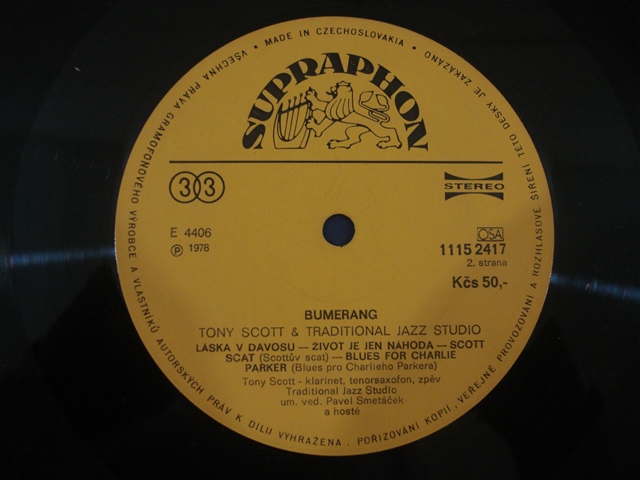 VŠECHNA PRÁVA GRAMOFONOVÉHO VÝROBCE A VLASTNÍKŮ AUTORSKÝCH PRÁV K DÍLU VYHRAŽENA. POŘIZOVÁNÍ KOPIÍ, VEŘEJNÉ PROVOZOVÁNÍ A ROZHLASOVÉ ŠÍŘENÍ TÉTO DESKY JE ZAKÁZÁNO • MADE IN CZECHOSLOVAKIA •
SUPRAPHON
33
STEREO
E 4406
℗ 1978
OSA
1115 2417
2. strana
Kčs 50,-
BUMERANG
TONY SCOTT & TRADITIONAL JAZZ STUDIO
LÁSKA V DAVOSU — ŽIVOT JE JEN NÁHODA — SCOTT
SCAT (Scottův scat) — BLUES FOR CHARLIE
PARKER (Blues pro Charlieho Parkera)
Tony Scott - klarinet, tenorsaxofon, zpěv
Traditional Jazz Studio
um. ved. Pavel Smetáček
a hosté